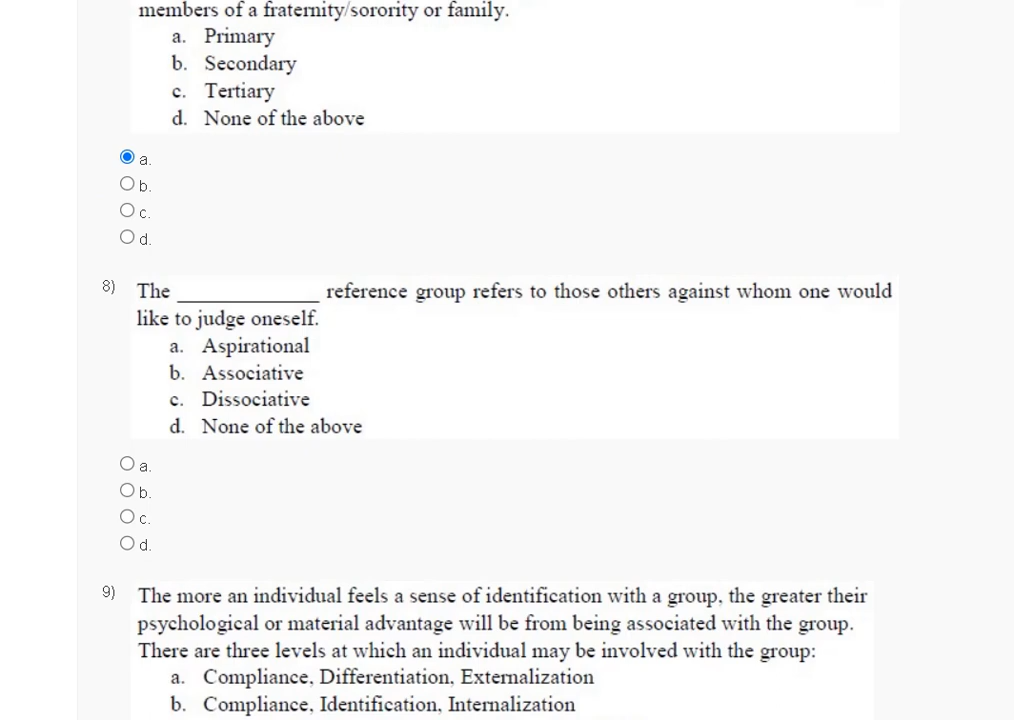 members of a fraternity/sorority or family.
a. Primary
b. Secondary
c. Tertiary
d. None of the above
a.
b.
c.
d.
8) The ______________ reference group refers to those others against whom one would
like to judge oneself.
a. Aspirational
b. Associative
c. Dissociative
d. None of the above
a.
b.
c.
d.
9) The more an individual feels a sense of identification with a group, the greater their
psychological or material advantage will be from being associated with the group.
There are three levels at which an individual may be involved with the group:
a. Compliance, Differentiation, Externalization
b. Compliance, Identification, Internalization